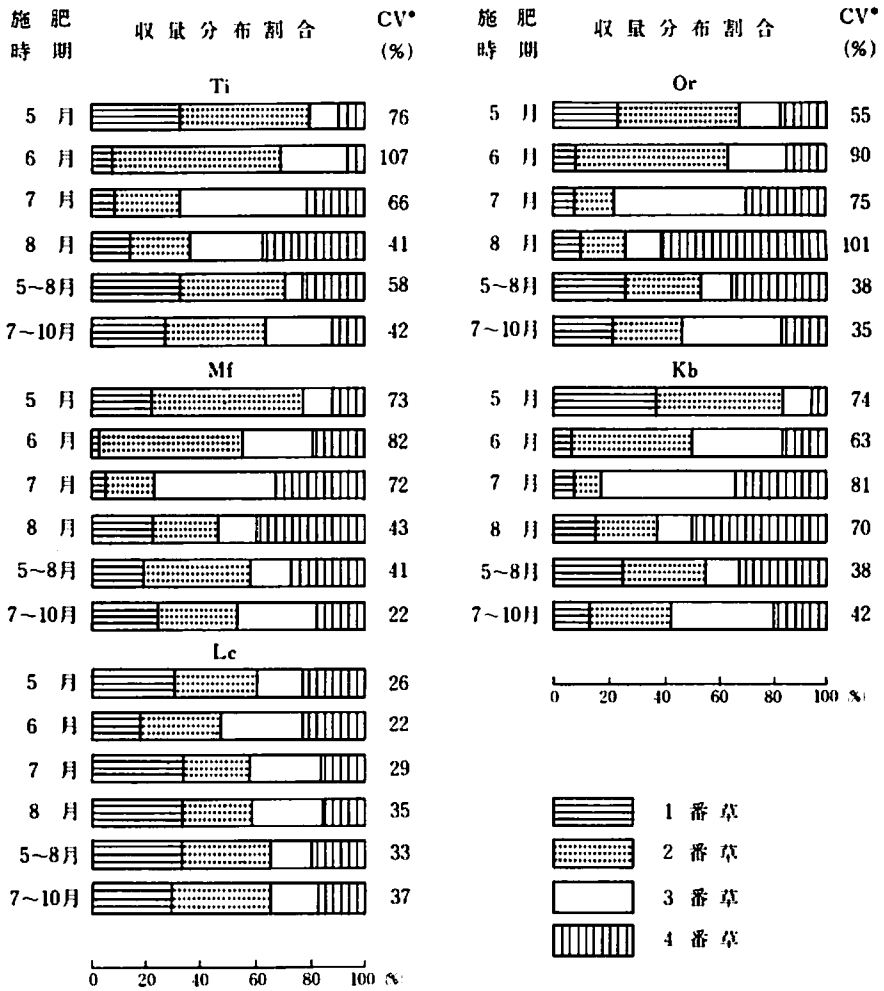 施肥時期 収量分布割合 CV* (%)
Ti
5月 76
6月 107
7月 66
8月 41
5~8月 58
7~10月 42
Mf
5月 73
6月 82
7月 72
8月 43
5~8月 41
7~10月 22
Lc
5月 26
6月 22
7月 29
8月 35
5~8月 33
7~10月 37
0 20 40 60 80 100 (%)
施肥時期 収量分布割合 CV* (%)
Or
5月 55
6月 90
7月 75
8月 101
5~8月 38
7~10月 35
Kb
5月 74
6月 63
7月 81
8月 70
5~8月 38
7~10月 42
0 20 40 60 80 100 (%)
1番草
2番草
3番草
4番草